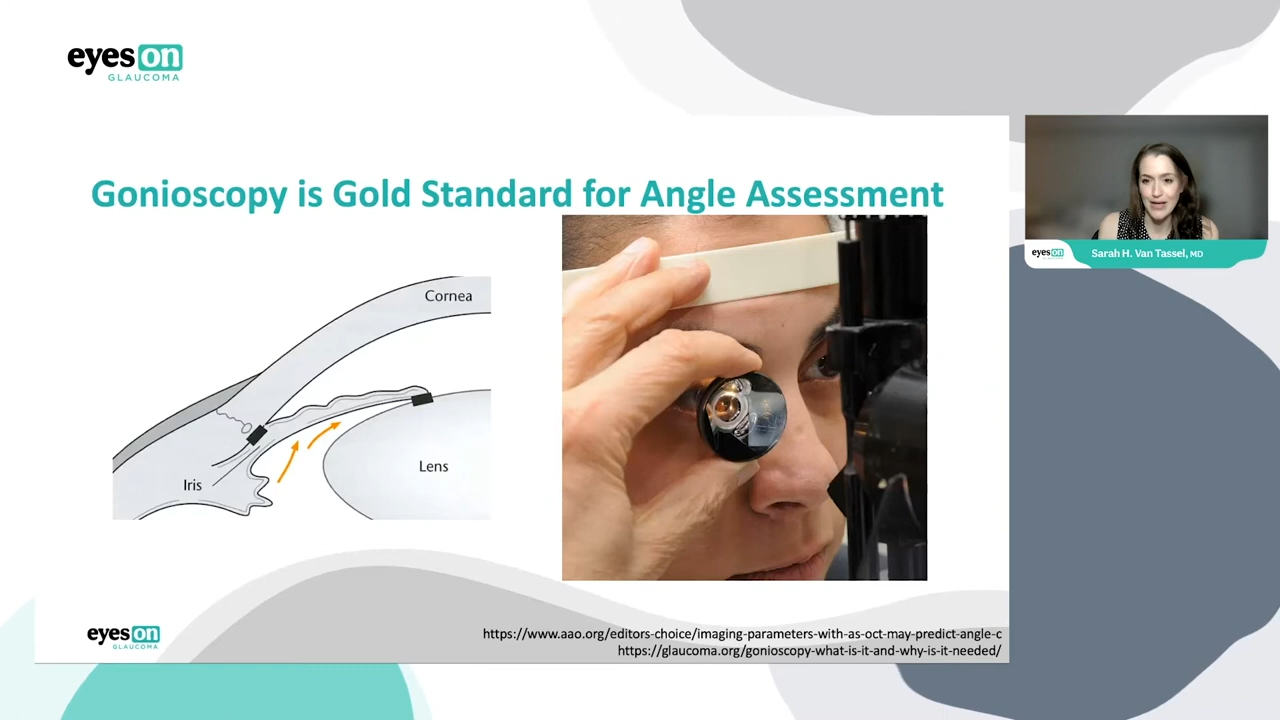 eyes on
GLAUCOMA
Gonioscopy is Gold Standard for Angle Assessment
Cornea
Lens
Iris
eyes on
GLAUCOMA
https://www.aao.org/editors-choice/imaging-parameters-with-as-oct-may-predict-angle-c
https://glaucoma.org/gonioscopy-what-is-it-and-why-is-it-needed/
eyes on
Sarah H. Van Tassel, MD